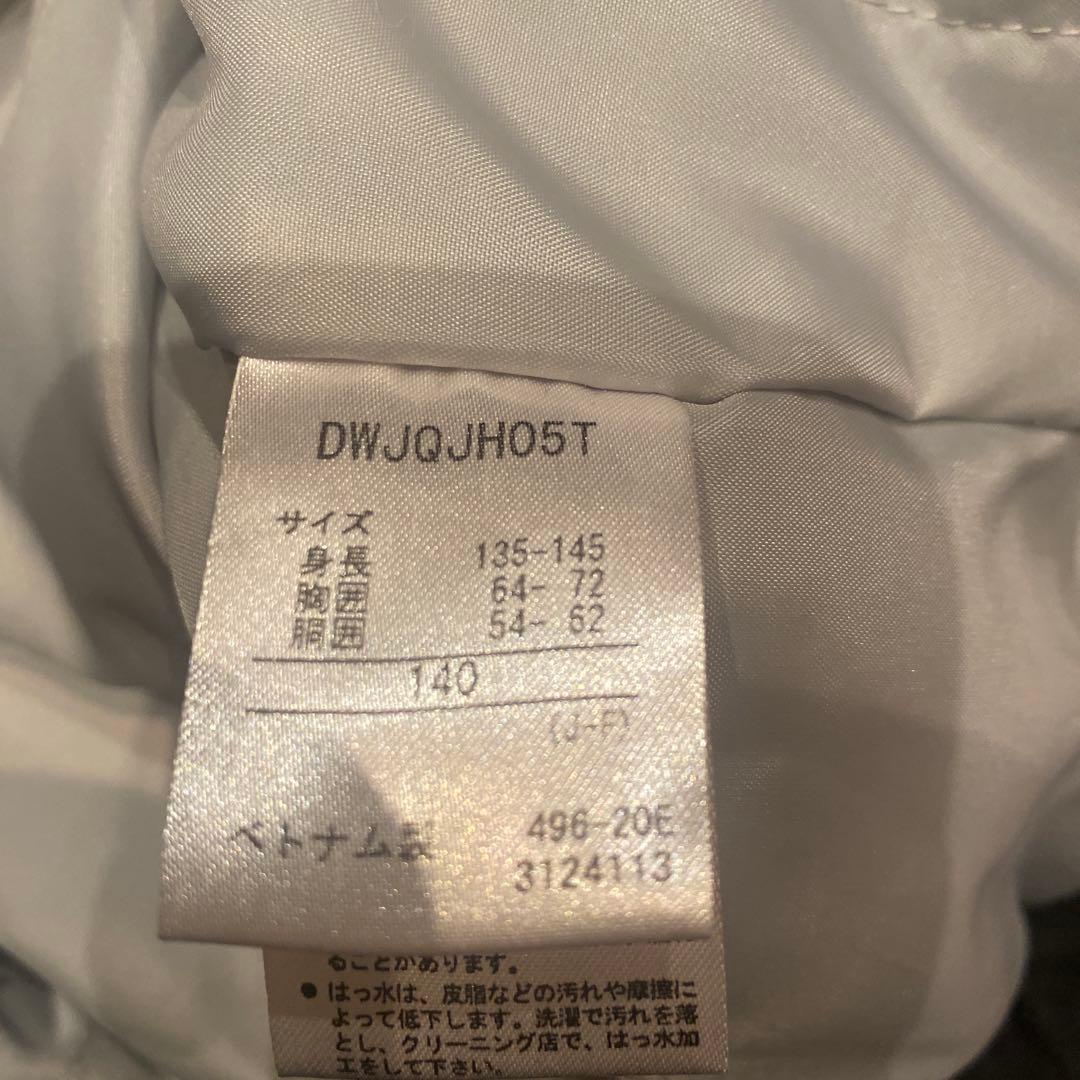 DWJQJH05T
サイズ
身長 135-145
胸囲 64- 72
胴囲 54- 62
140
(J-F)
ベトナム製 496-20E
3124113
ることがあります。
● はっ水は、皮脂などの汚れや摩擦に
よって低下します。洗濯で汚れを落
とし、クリーニング店で、はっ水加
工をして下さい。